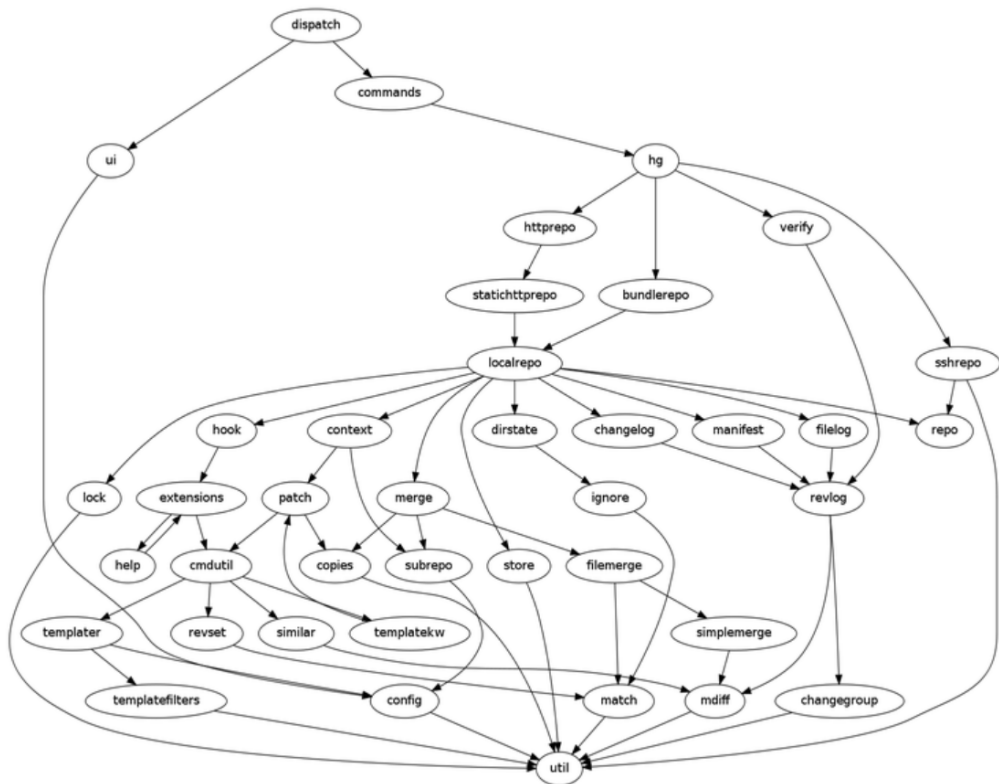 dispatch
commands
ui
hg
httprepo
verify
statichttprepo
bundlerepo
localrepo
sshrepo
hook
context
dirstate
changelog
manifest
filelog
repo
lock
extensions
patch
merge
ignore
revlog
help
cmdutil
copies
subrepo
store
filemerge
templater
revset
similar
templatekw
simplemerge
templatefilters
config
match
mdiff
changegroup
util